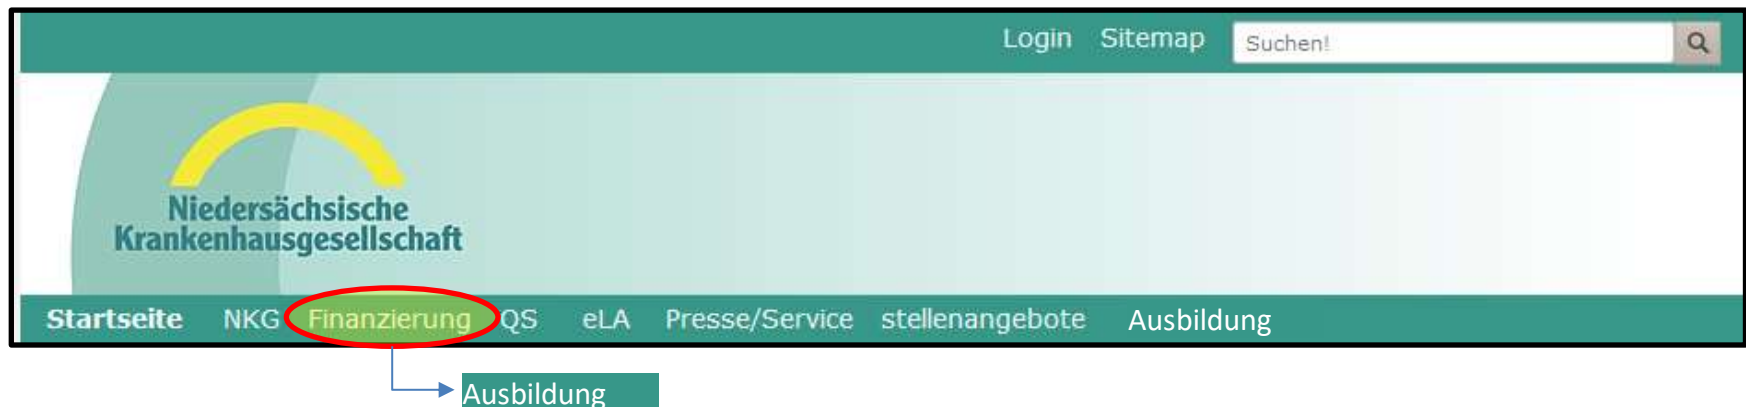 Login Sitemap Suchen!
Niedersächsische
Krankenhausgesellschaft
Startseite NKG Finanzierung QS eLA Presse/Service stellenangebote Ausbildung
Ausbildung